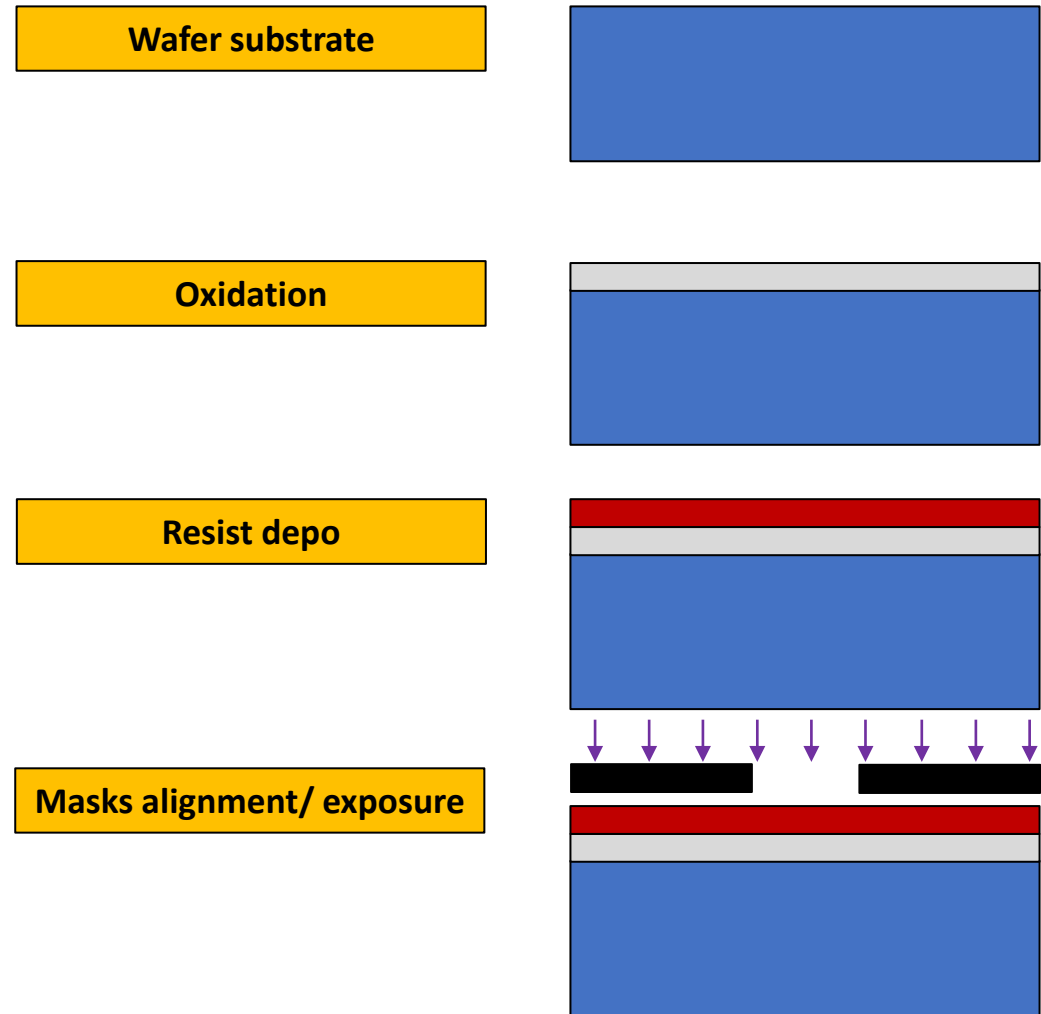 Wafer substrate
Oxidation
Resist depo
Masks alignment/ exposure